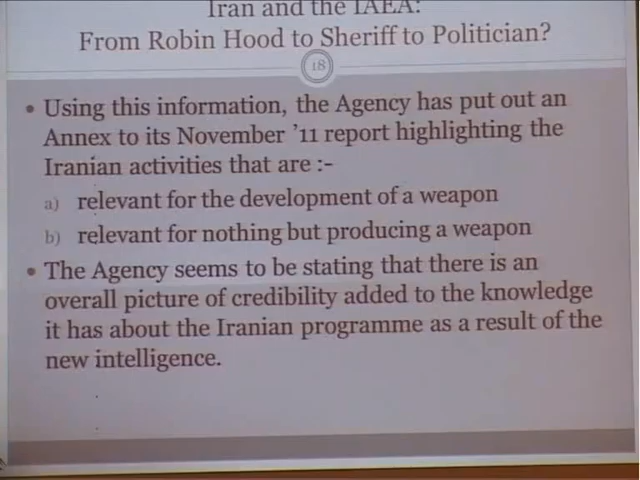 Iran and the IAEA:
From Robin Hood to Sheriff to Politician?
18
• Using this information, the Agency has put out an
Annex to its November '11 report highlighting the
Iranian activities that are :-
a) relevant for the development of a weapon
b) relevant for nothing but producing a weapon
• The Agency seems to be stating that there is an
overall picture of credibility added to the knowledge
it has about the Iranian programme as a result of the
new intelligence.